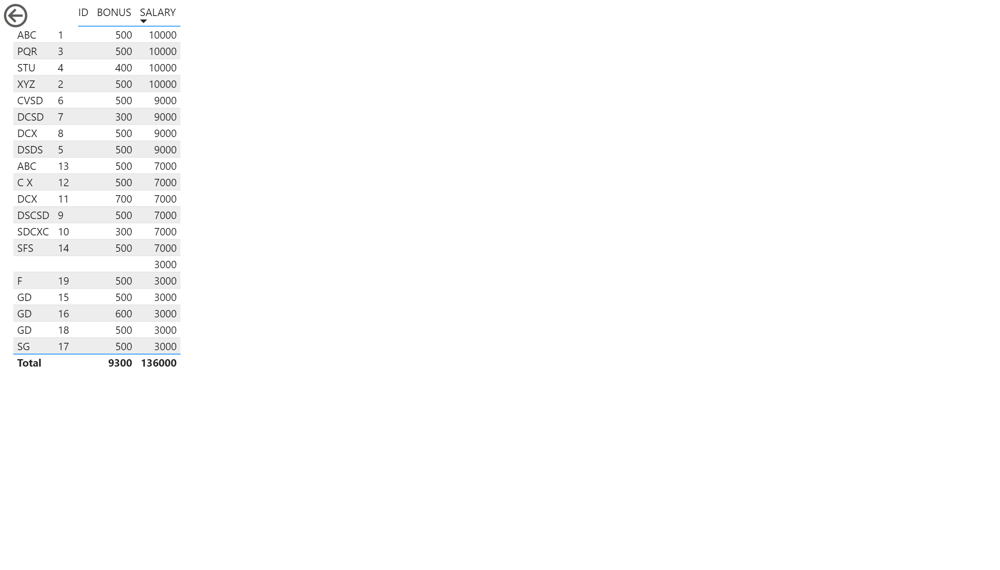 ID BONUS SALARY
ABC 1 500 10000
PQR 3 500 10000
STU 4 400 10000
XYZ 2 500 10000
CVSD 6 500 9000
DCSD 7 300 9000
DCX 8 500 9000
DSDS 5 500 9000
ABC 13 500 7000
C X 12 500 7000
DCX 11 700 7000
DSCSD 9 500 7000
SDCXC 10 300 7000
SFS 14 500 7000
3000
F 19 500 3000
GD 15 500 3000
GD 16 600 3000
GD 18 500 3000
SG 17 500 3000
Total 9300 136000